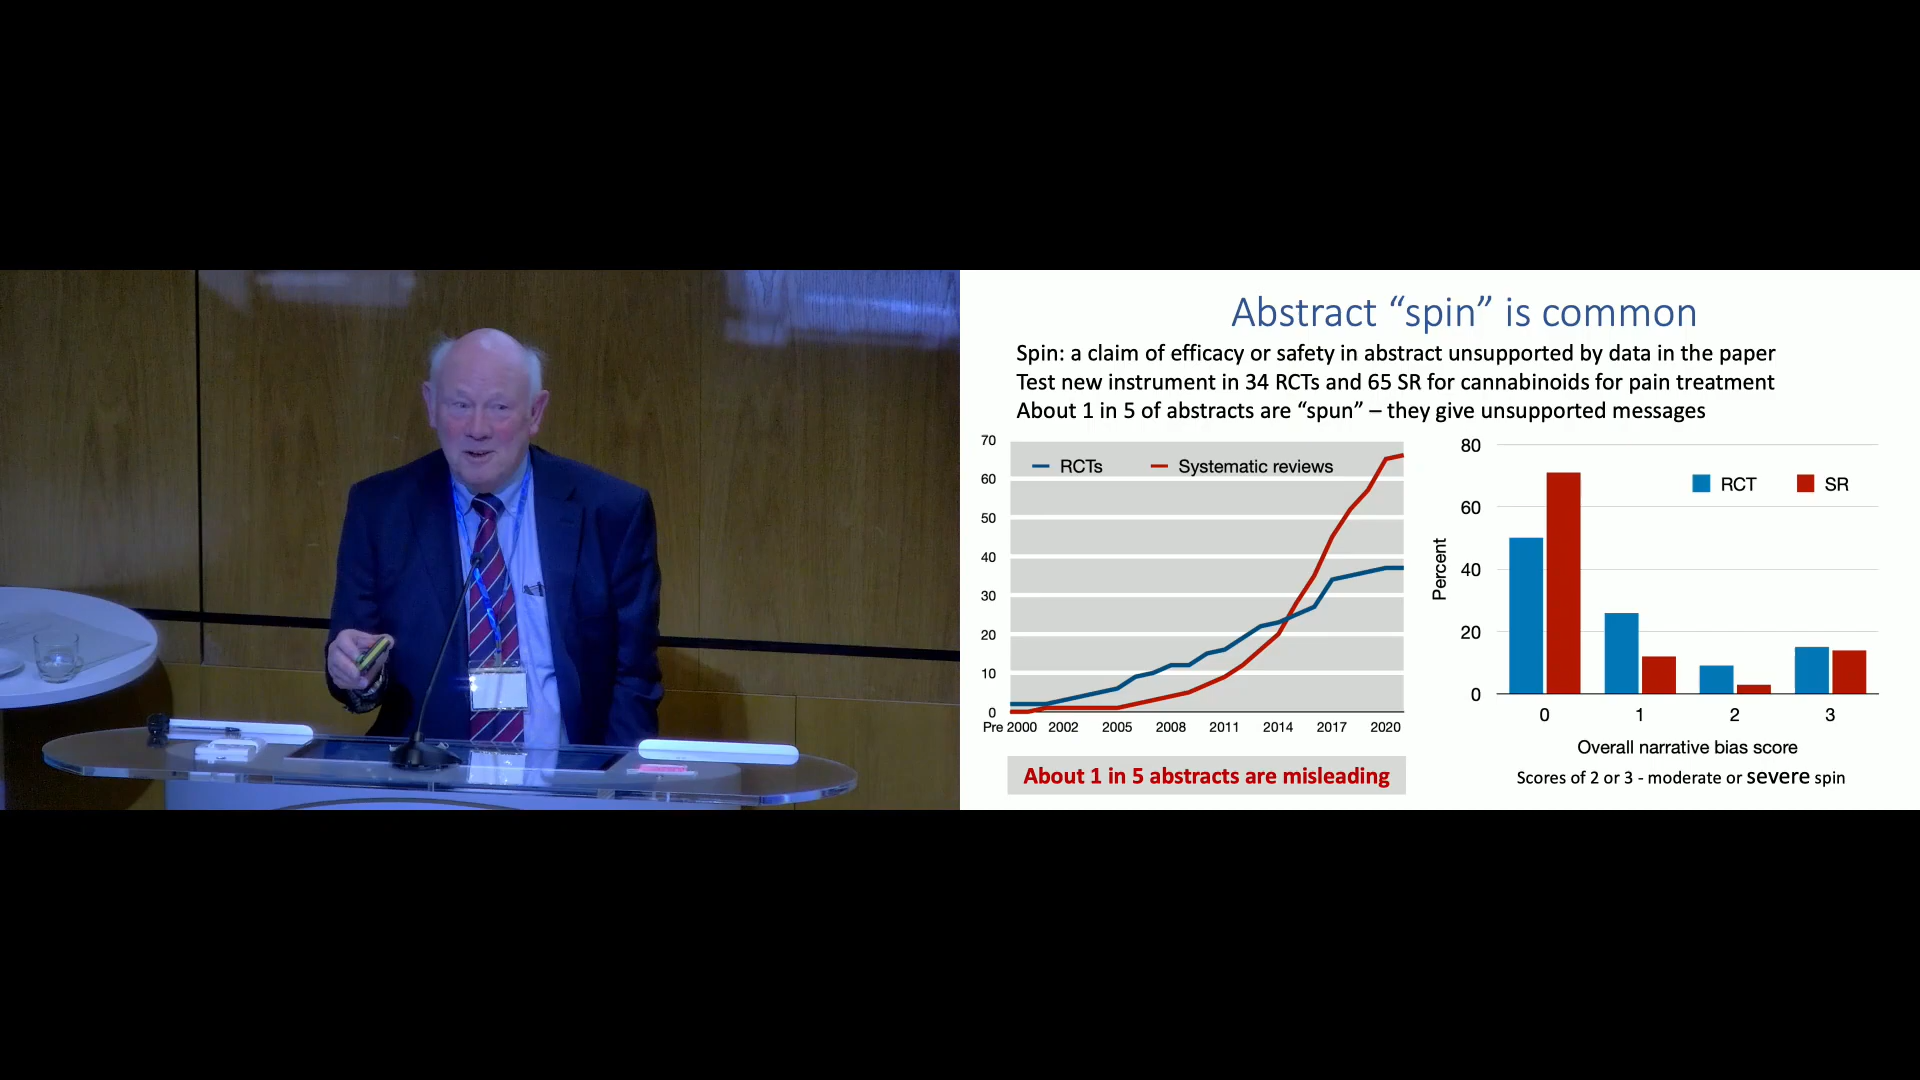 Abstract “spin” is common
Spin: a claim of efficacy or safety in abstract unsupported by data in the paper
Test new instrument in 34 RCTs and 65 SR for cannabinoids for pain treatment
About 1 in 5 of abstracts are “spun” – they give unsupported messages
70
60
50
40
30
20
10
0
RCTs
Systematic reviews
Pre 2000 2002 2005 2008 2011 2014 2017 2020
About 1 in 5 abstracts are misleading
80
60
40
20
0
Percent
RCT
SR
0 1 2 3
Overall narrative bias score
Scores of 2 or 3 - moderate or severe spin